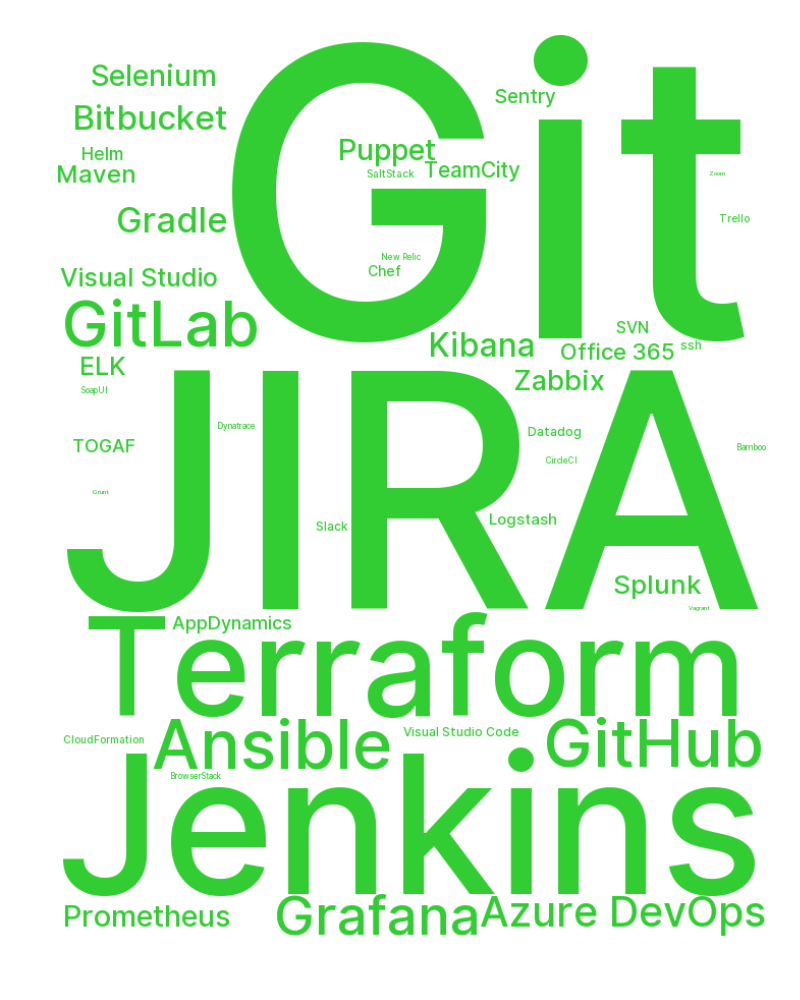 Git
Selenium
Sentry
Bitbucket
Puppet
Helm
TeamCity
Maven
SaltStack
Zoom
Gradle
Trello
New Relic
Chef
Visual Studio
GitLab
SVN
Kibana
Office 365
ssh
ELK
Zabbix
JIRA
SoapUI
Dynatrace
Datadog
TOGAF
Bamboo
CircleCI
Grunt
Slack
Logstash
Splunk
Vagrant
AppDynamics
Terraform
Visual Studio Code
CloudFormation
Ansible
GitHub
BrowserStack
Jenkins
Prometheus
Grafana
Azure DevOps